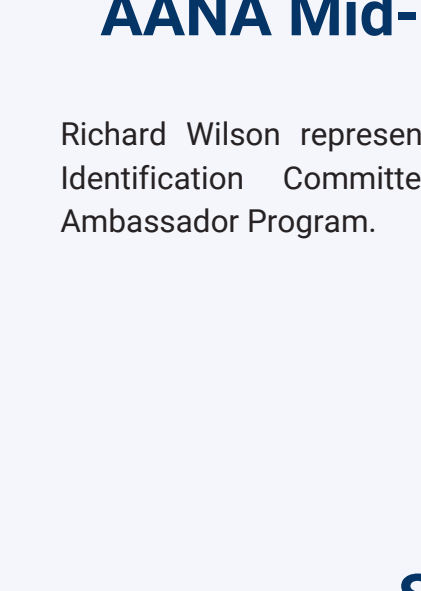 AANA Mid-
Richard Wilson represen
Identification Committe
Ambassador Program.